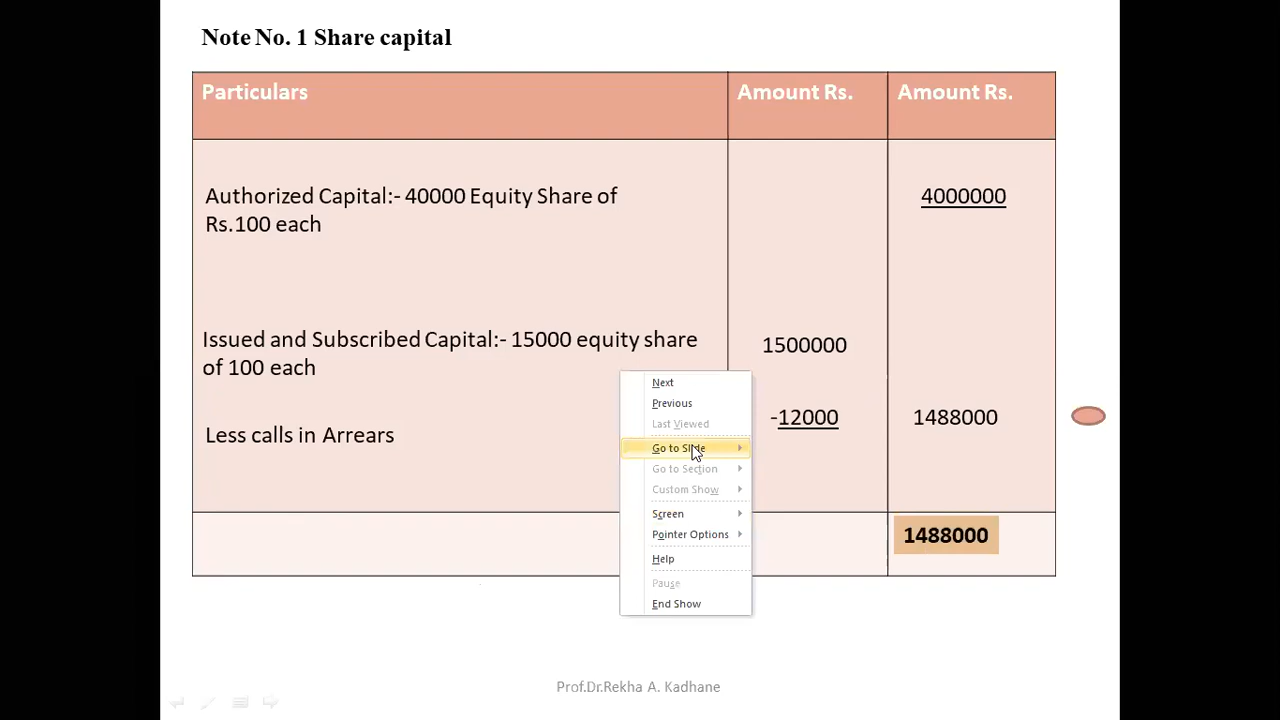 Note No. 1 Share capital
Particulars
Amount Rs.
Amount Rs.
Authorized Capital:- 40000 Equity Share of
Rs.100 each
4000000
Issued and Subscribed Capital:- 15000 equity share
of 100 each
1500000
Less calls in Arrears
-12000
1488000
1488000
Next
Previous
Last Viewed
Go to Slide
Go to Section
Custom Show
Screen
Pointer Options
Help
Pause
End Show
Prof.Dr.Rekha A. Kadhane